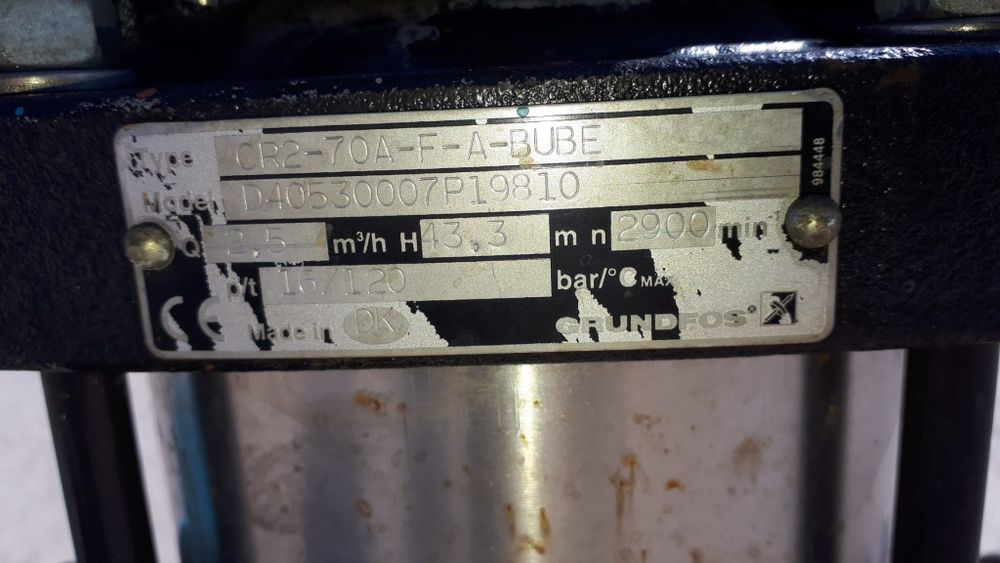 Type CR2-70A-F-A-BUBE
Model D40530007P19810
Q 2,5 m³/h H 43,3 m n 2900 min⁻¹
p/t 16/120 bar/°C MAX
CE Made in DK GRUNDFOS®
984448